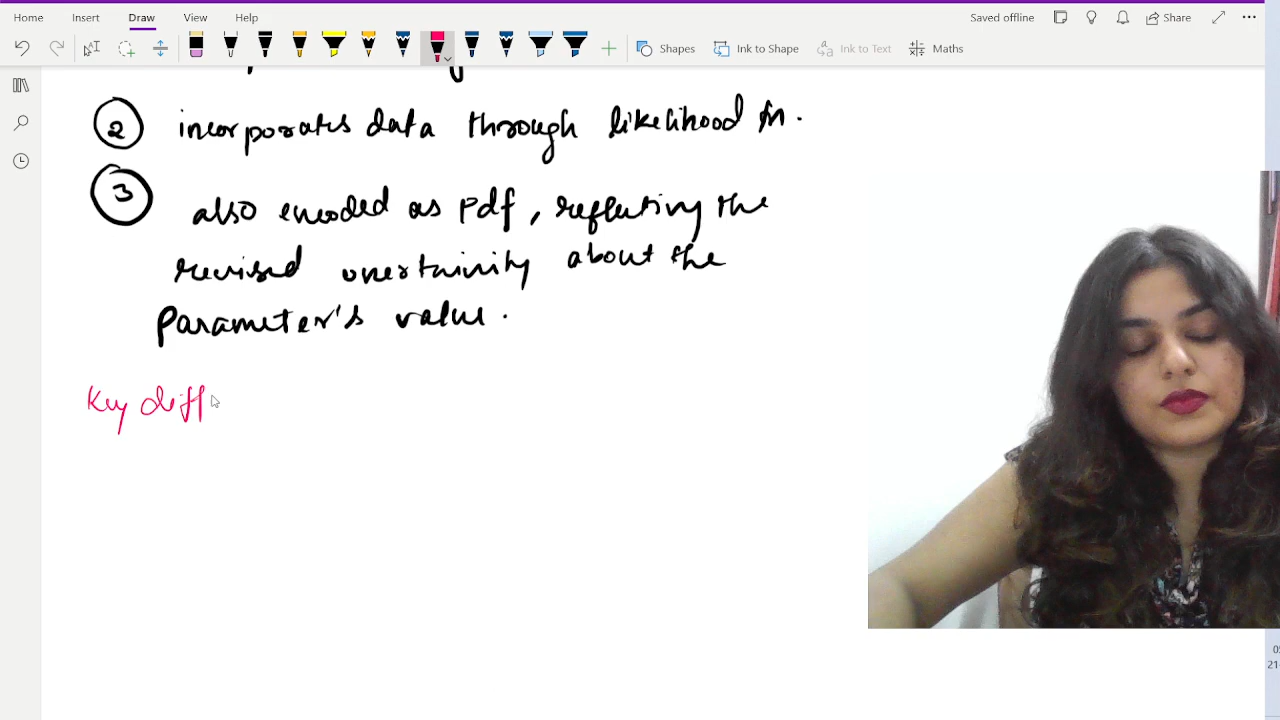 Home Insert Draw View Help Saved offline Share
Shapes Ink to Shape Ink to Text Maths
2 incorporates data through likelihood fn.
3 also encoded as pdf, reflecting the
revised uncertainity about the
parameter's value.
Key diff